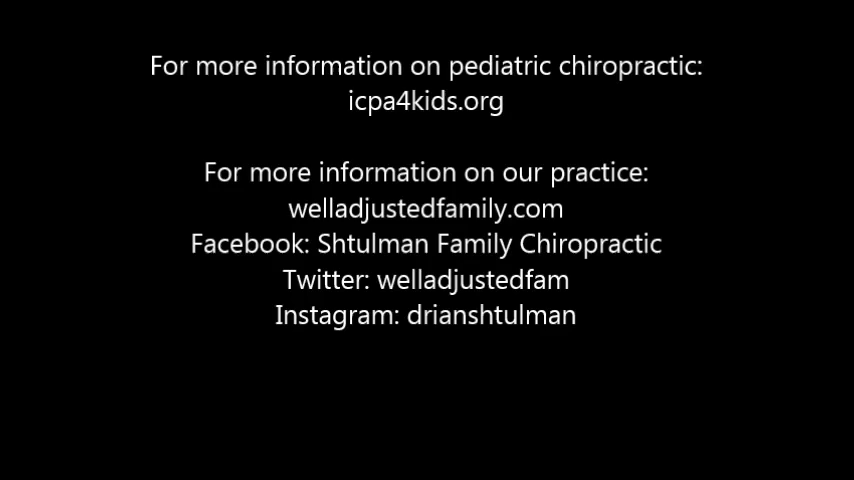 For more information on pediatric chiropractic:
icpa4kids.org
For more information on our practice:
welladjustedfamily.com
Facebook: Shtulman Family Chiropractic
Twitter: welladjustedfam
Instagram: drianshtulman